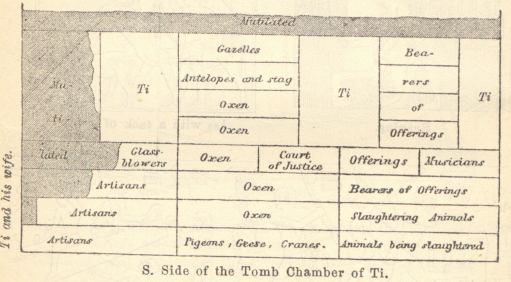 Mutilated
Gazelles
Bea-
Antelopes and stag
rers
Mu-
Ti
Oxen
Ti
of
Ti
ti-
Oxen
Offerings
lated
Glass-
blowers
Oxen
Court
of Justice
Offerings
Musicians
Artisans
Oxen
Bearers of Offerings
Artisans
Oxen
Slaughtering Animals
Artisans
Pigeons, Geese, Cranes.
Animals being slaughtered
Ti and his wife.
S. Side of the Tomb Chamber of Ti.